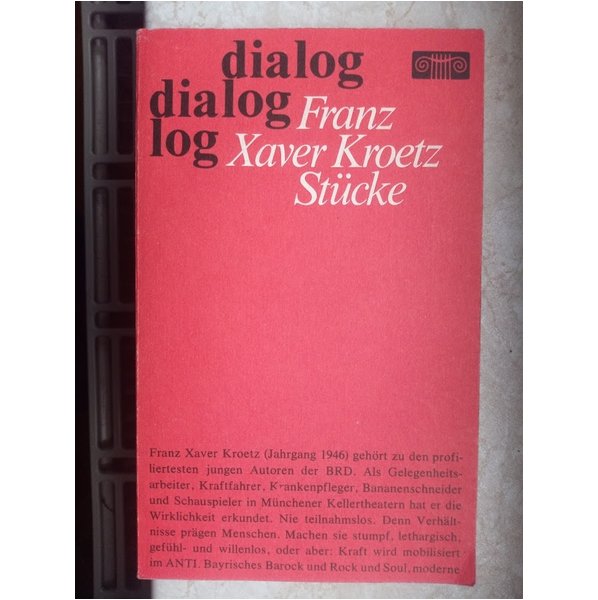 dialog
dialog
log
Franz
Xaver Kroetz
Stücke
Franz Xaver Kroetz (Jahrgang 1946) gehört zu den profi-
liertesten jungen Autoren der BRD. Als Gelegenheits-
arbeiter, Kraftfahrer, Krankenpfleger, Bananenschneider
und Schauspieler in Münchener Kellertheatern hat er die
Wirklichkeit erkundet. Nie teilnahmslos. Denn Verhält-
nisse prägen Menschen. Machen sie stumpf, lethargisch,
gefühl- und willenlos, oder aber: Kraft wird mobilisiert
im ANTI. Bayrisches Barock und Rock und Soul, moderne